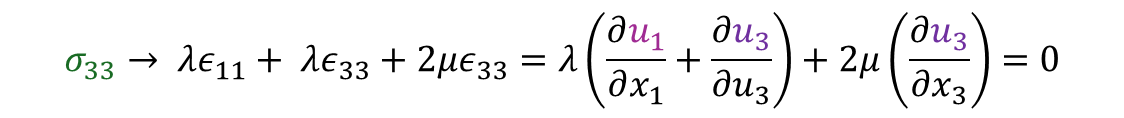 σ₃₃ → λϵ₁₁ + λϵ₃₃ + 2μϵ₃₃ = λ(∂u₁/∂x₁ + ∂u₃/∂u₃) + 2μ(∂u₃/∂x₃) = 0